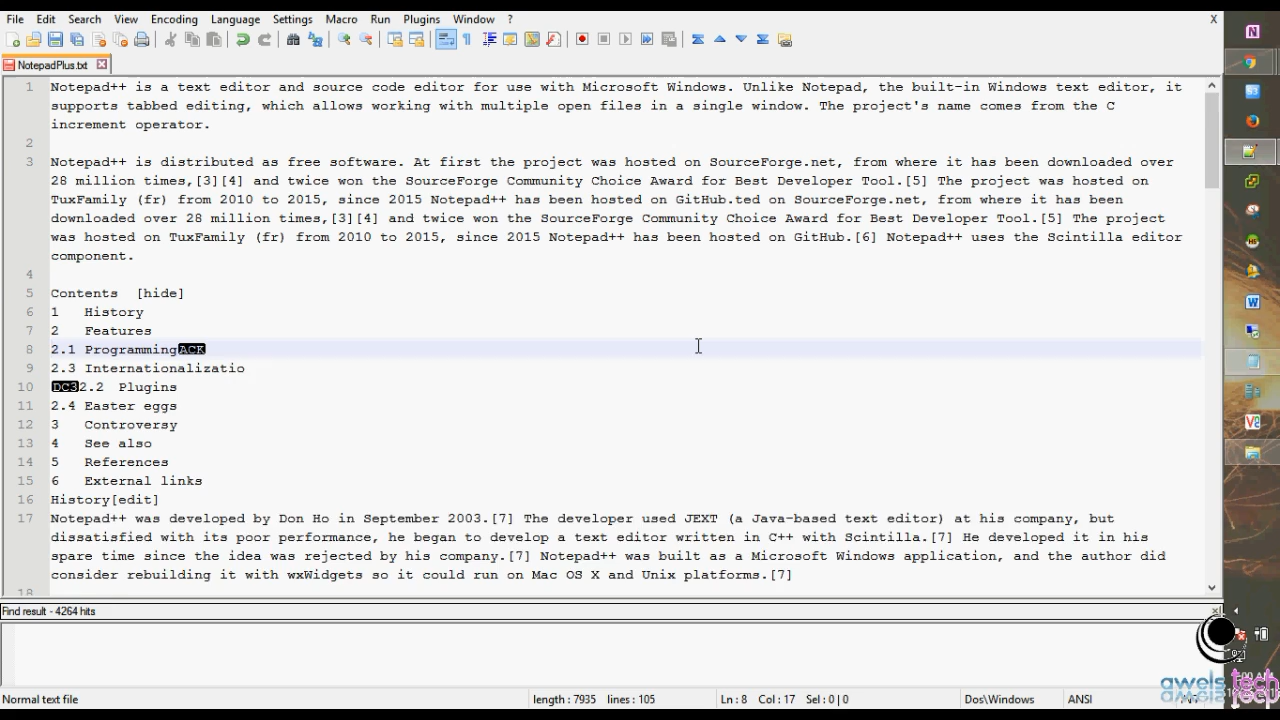 File Edit Search View Encoding Language Settings Macro Run Plugins Window ? X
NotepadPlus.txt
1 Notepad++ is a text editor and source code editor for use with Microsoft Windows. Unlike Notepad, the built-in Windows text editor, it
supports tabbed editing, which allows working with multiple open files in a single window. The project's name comes from the C
increment operator.
2
3 Notepad++ is distributed as free software. At first the project was hosted on SourceForge.net, from where it has been downloaded over
28 million times,[3][4] and twice won the SourceForge Community Choice Award for Best Developer Tool.[5] The project was hosted on
TuxFamily (fr) from 2010 to 2015, since 2015 Notepad++ has been hosted on GitHub.ted on SourceForge.net, from where it has been
downloaded over 28 million times,[3][4] and twice won the SourceForge Community Choice Award for Best Developer Tool.[5] The project
was hosted on TuxFamily (fr) from 2010 to 2015, since 2015 Notepad++ has been hosted on GitHub.[6] Notepad++ uses the Scintilla editor
component.
4
5 Contents [hide]
6 1 History
7 2 Features
8 2.1 ProgrammingACK
9 2.3 Internationalizatio
10 DC32.2 Plugins
11 2.4 Easter eggs
12 3 Controversy
13 4 See also
14 5 References
15 6 External links
16 History[edit]
17 Notepad++ was developed by Don Ho in September 2003.[7] The developer used JEXT (a Java-based text editor) at his company, but
dissatisfied with its poor performance, he began to develop a text editor written in C++ with Scintilla.[7] He developed it in his
spare time since the idea was rejected by his company.[7] Notepad++ was built as a Microsoft Windows application, and the author did
consider rebuilding it with wxWidgets so it could run on Mac OS X and Unix platforms.[7]
18
Find result - 4264 hits
Normal text file length : 7935 lines : 105 Ln : 8 Col : 17 Sel : 0 | 0 Dos\Windows ANSI
qwels tech